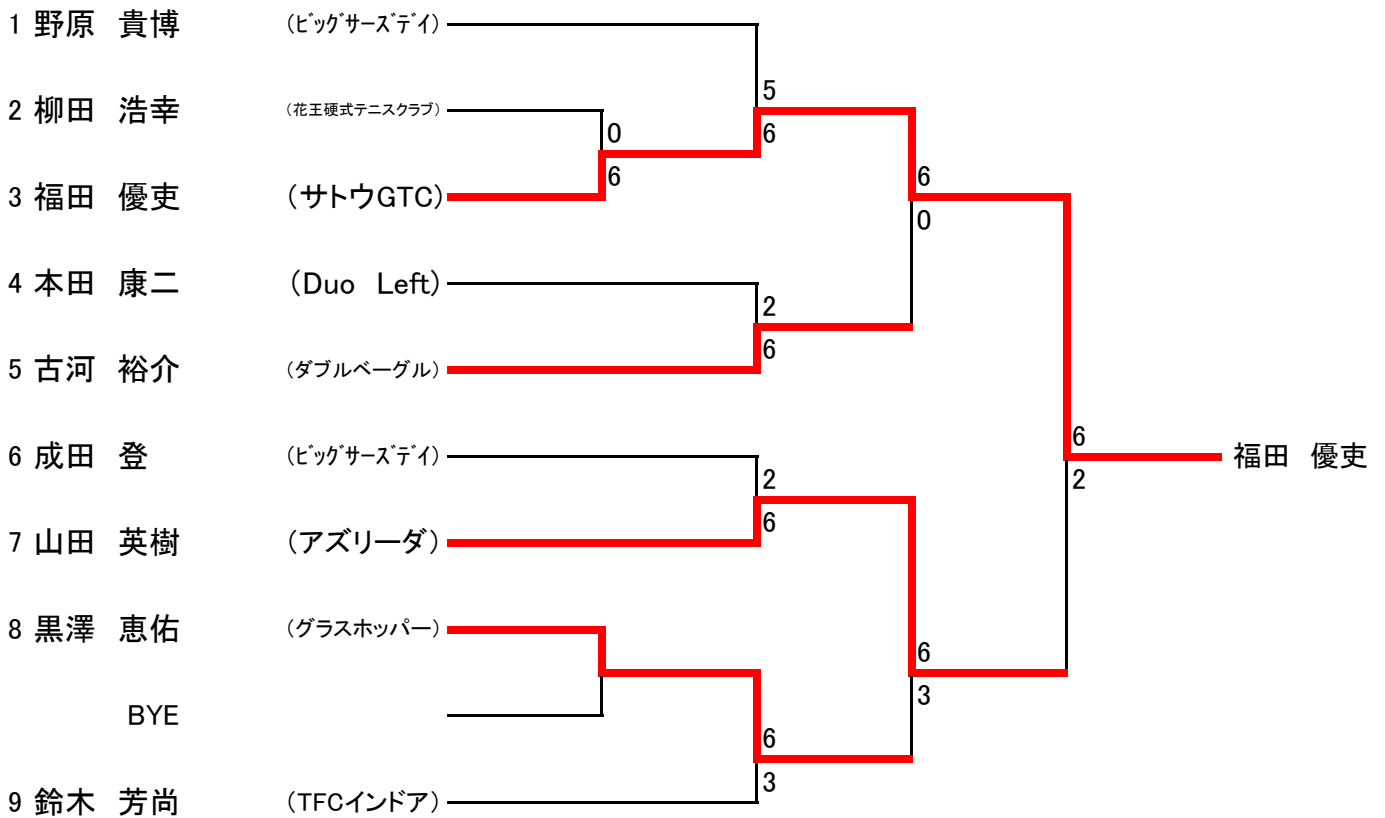 1 野原　貴博 (ﾋﾞｯｸﾞｻｰｽﾞﾃﾞｲ)
5
2 柳田　浩幸 (花王硬式テニスクラブ)
0
6
6
3 福田　優吏 (サトウGTC)
6
6
0
4 本田　康二 (Duo　Left)
2
5 古河　裕介 (ダブルベーグル)
6
6 成田　登 (ﾋﾞｯｸﾞｻｰｽﾞﾃﾞｲ)
6
福田　優吏
2
2
7 山田　英樹 (アズリーダ)
6
8 黒澤　恵佑 (グラスホッパー)
6
3
BYE
6
3
9 鈴木　芳尚 (TFCインドア)